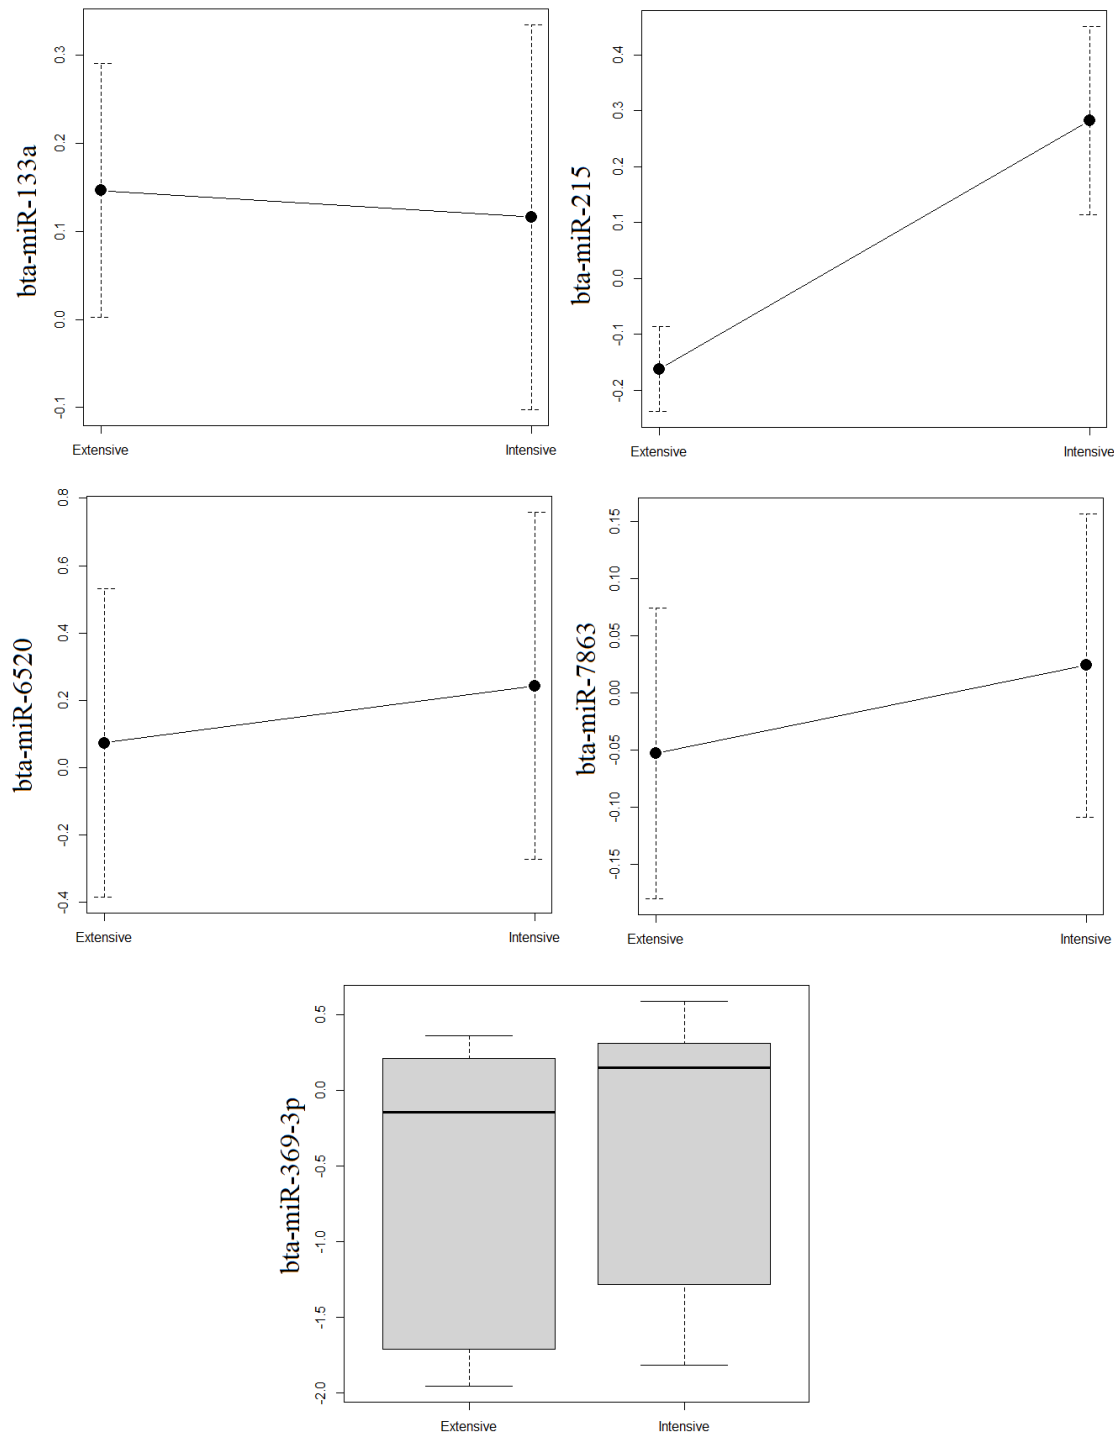 bta-miR-133a
0.3
0.2
0.1
0.0
-0.1
Extensive
Intensive
bta-miR-215
0.4
0.3
0.2
0.1
0.0
-0.1
-0.2
Extensive
Intensive
bta-miR-6520
0.8
0.6
0.4
0.2
0.0
-0.2
-0.4
Extensive
Intensive
bta-miR-7863
0.15
0.10
0.05
0.00
-0.05
-0.10
-0.15
Extensive
Intensive
bta-miR-369-3p
0.5
0.0
-0.5
-1.0
-1.5
-2.0
Extensive
Intensive